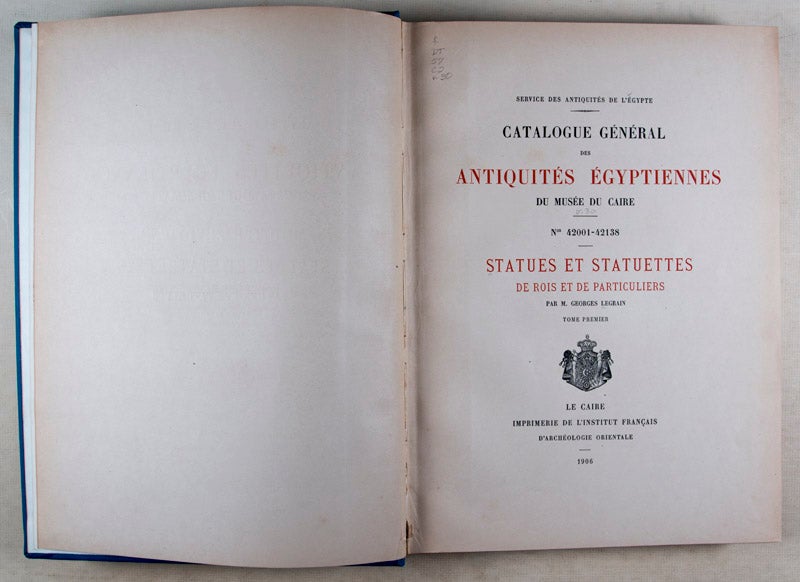 SERVICE DES ANTIQUITÉS DE L'ÉGYPTE
CATALOGUE GÉNÉRAL
DES
ANTIQUITÉS ÉGYPTIENNES
DU MUSÉE DU CAIRE
Nos 42001-42138
STATUES ET STATUETTES
DE ROIS ET DE PARTICULIERS
PAR M. GEORGES LEGRAIN
TOME PREMIER
LE CAIRE
IMPRIMERIE DE L'INSTITUT FRANÇAIS
D'ARCHÉOLOGIE ORIENTALE
1906